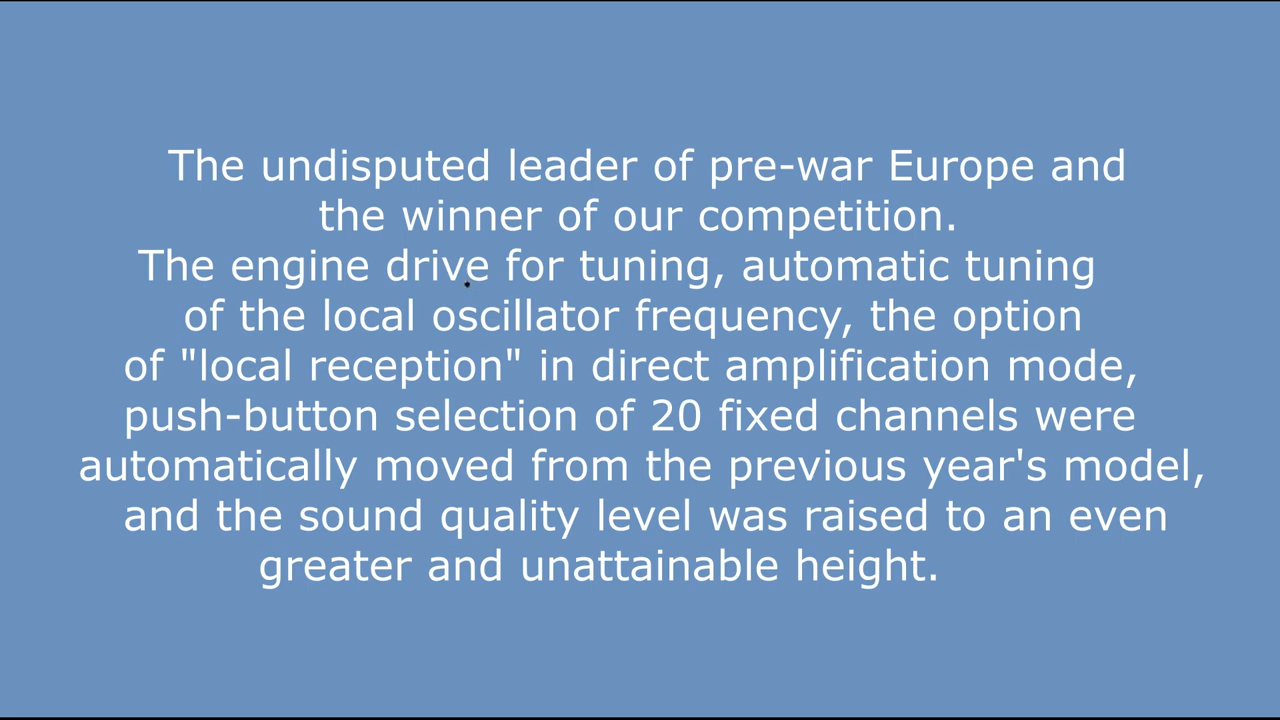 The undisputed leader of pre-war Europe and
the winner of our competition.
The engine drive for tuning, automatic tuning
of the local oscillator frequency, the option
of "local reception" in direct amplification mode,
push-button selection of 20 fixed channels were
automatically moved from the previous year's model,
and the sound quality level was raised to an even
greater and unattainable height.